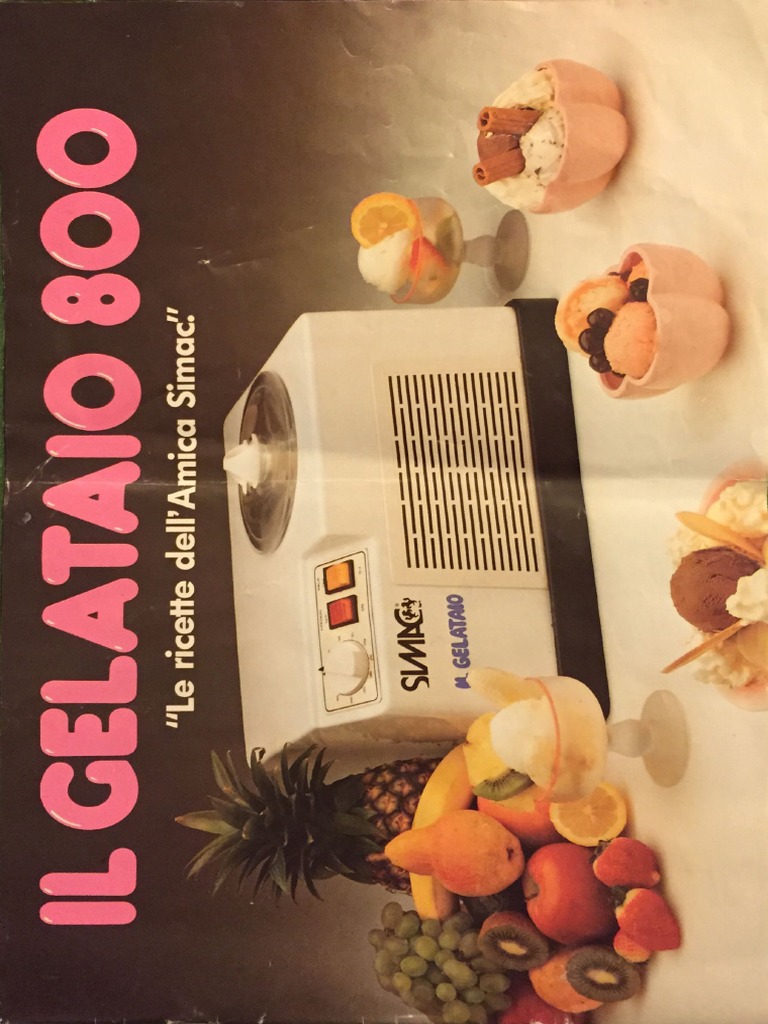 IL GELATAIO 800
"Le ricette dell'Amica Simac."
SIMAC
IL GELATAIO